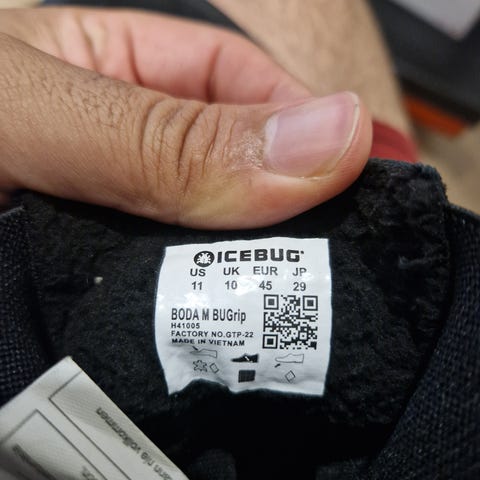 ICEBUG
US UK EUR JP
11 10 45 29
BODA M BUGrip
H41005
FACTORY NO.GTP-22
MADE IN VIETNAM